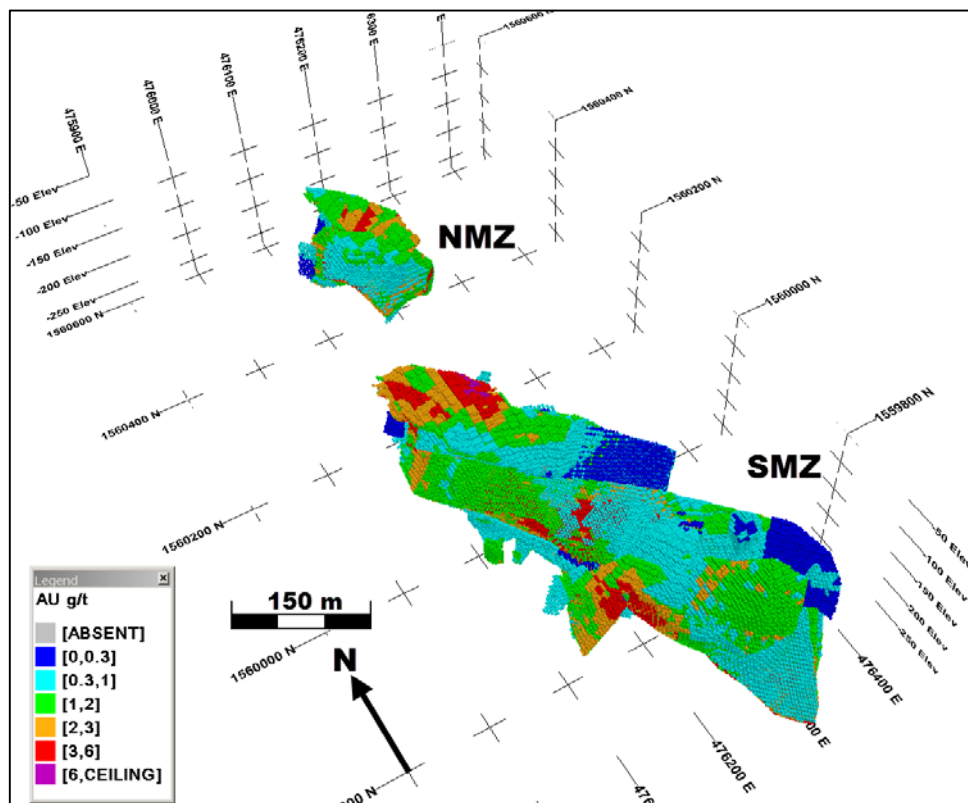 475900 E
476000 E
476100 E
476200 E
6300 E
E
1560600 N
1560400 N
1560200 N
1560000 N
1559800 N
-50 Elev
-100 Elev
-150 Elev
-200 Elev
-250 Elev
1560600 N
1560400 N
1560200 N
1560000 N
NMZ
SMZ
-50 Elev
-100 Elev
-150 Elev
-200 Elev
-250 Elev
476400 E
00 E
476200 E
Legend
AU g/t
[ABSENT]
[0,0.3]
[0.3,1]
[1,2]
[2,3]
[3,6]
[6,CEILING]
150 m
N